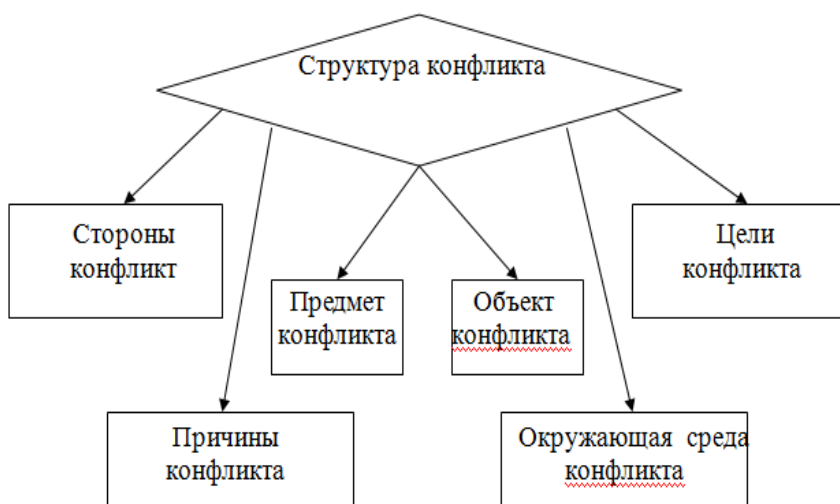 Структура конфликта
Стороны
конфликт
Цели
конфликта
Предмет
конфликта
Объект
конфликта
Причины
конфликта
Окружающая среда
конфликта